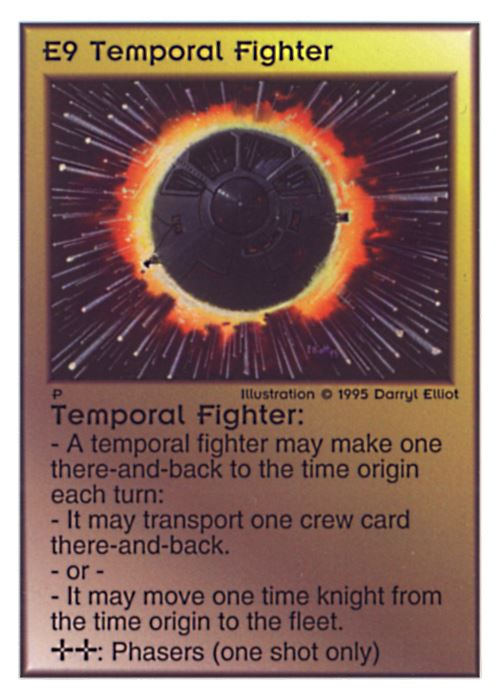 E9 Temporal Fighter
P
Illustration © 1995 Darryl Elliot
Temporal Fighter:
- A temporal fighter may make one
there-and-back to the time origin
each turn:
- It may transport one crew card
there-and-back.
- or -
- It may move one time knight from
the time origin to the fleet.
✢✢: Phasers (one shot only)